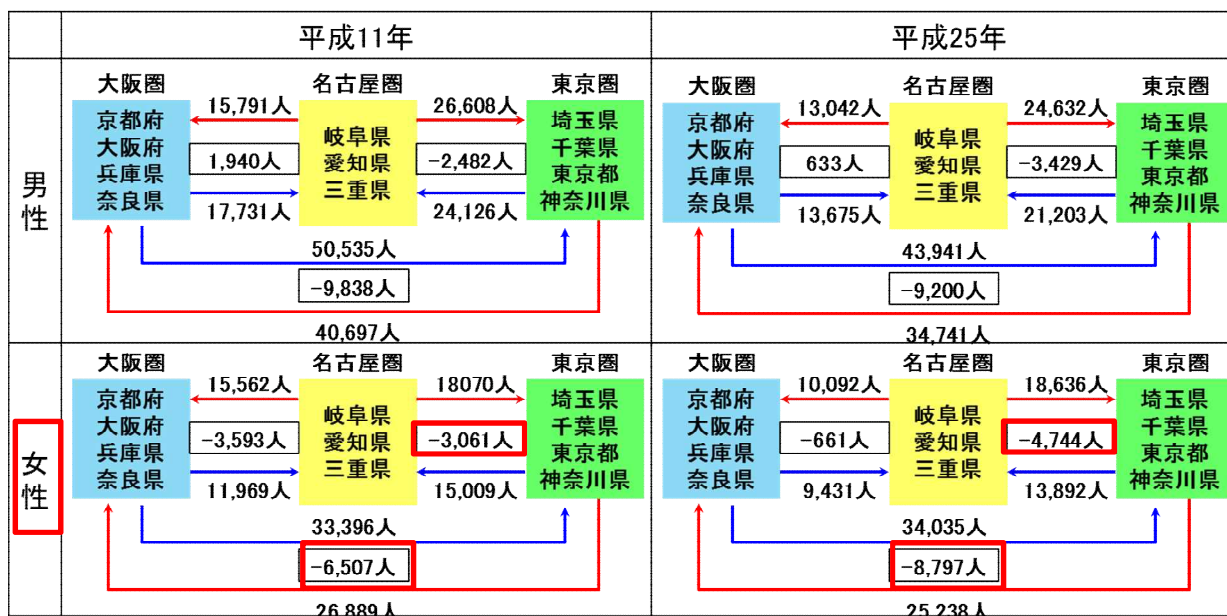 平成11年
平成25年
男性
大阪圏
名古屋圏
東京圏
京都府
大阪府
兵庫県
奈良県
岐阜県
愛知県
三重県
埼玉県
千葉県
東京都
神奈川県
15,791人
26,608人
1,940人
-2,482人
17,731人
24,126人
50,535人
-9,838人
40,697人
大阪圏
名古屋圏
東京圏
京都府
大阪府
兵庫県
奈良県
岐阜県
愛知県
三重県
埼玉県
千葉県
東京都
神奈川県
13,042人
24,632人
633人
-3,429人
13,675人
21,203人
43,941人
-9,200人
34,741人
女性
大阪圏
名古屋圏
東京圏
京都府
大阪府
兵庫県
奈良県
岐阜県
愛知県
三重県
埼玉県
千葉県
東京都
神奈川県
15,562人
18070人
-3,593人
-3,061人
11,969人
15,009人
33,396人
-6,507人
26,889人
大阪圏
名古屋圏
東京圏
京都府
大阪府
兵庫県
奈良県
岐阜県
愛知県
三重県
埼玉県
千葉県
東京都
神奈川県
10,092人
18,636人
-661人
-4,744人
9,431人
13,892人
34,035人
-8,797人
25,238人